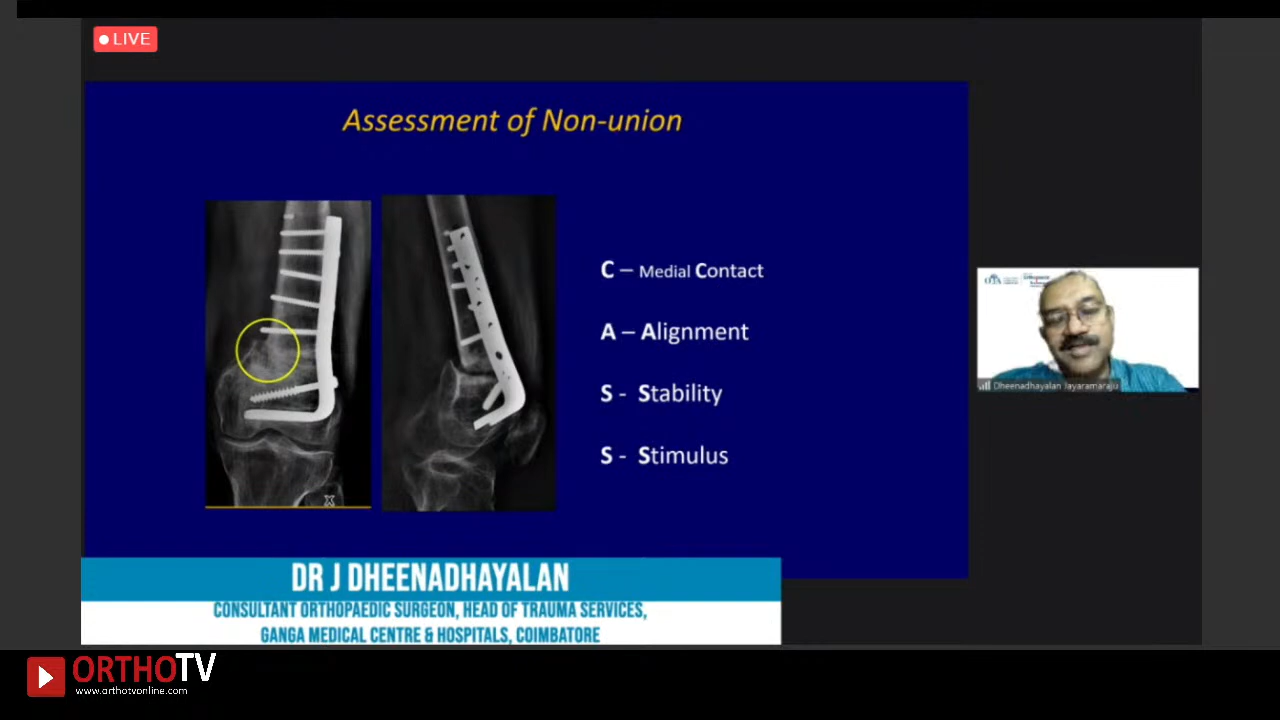 LIVE
Assessment of Non-union
C – Medial Contact
A – Alignment
S - Stability
S - Stimulus
X
Dheenadhayalan Jayaramaraju
DR J DHEENADHAYALAN
CONSULTANT ORTHOPAEDIC SURGEON, HEAD OF TRAUMA SERVICES,
GANGA MEDICAL CENTRE & HOSPITALS, COIMBATORE
ORTHOTV
www.orthotvonline.com